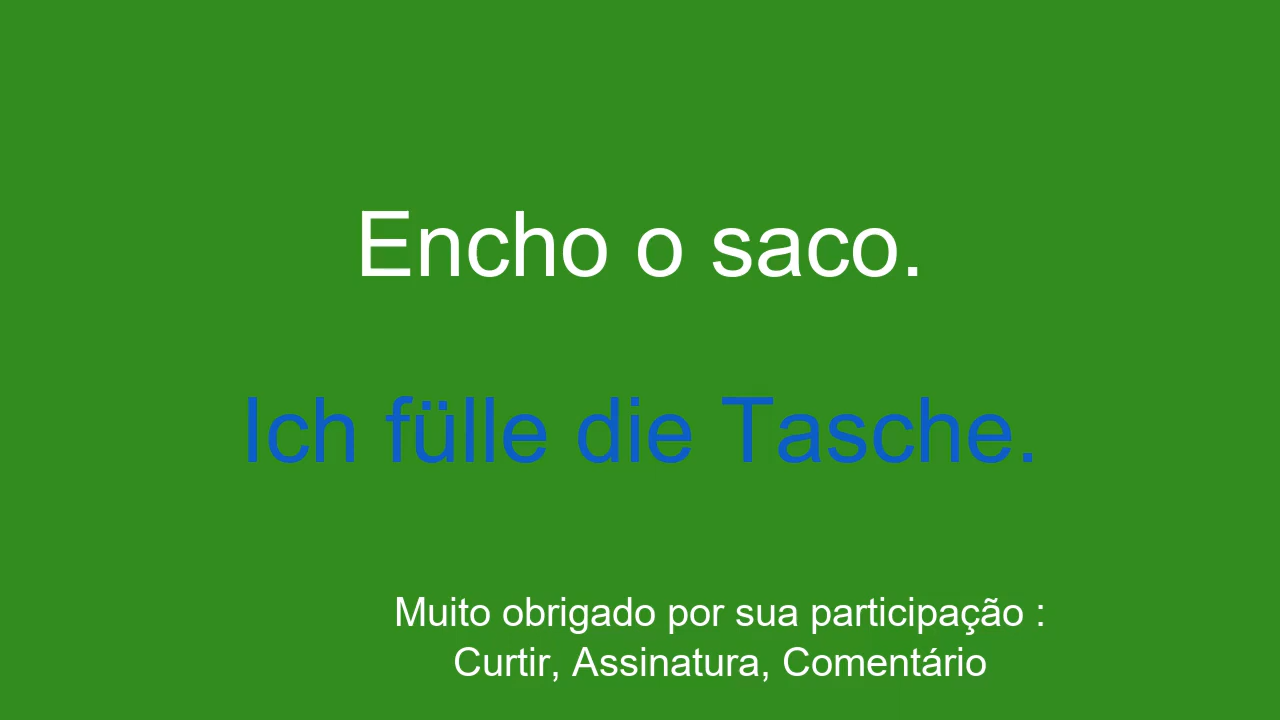 Encho o saco.
Ich fülle die Tasche.
Muito obrigado por sua participação :
Curtir, Assinatura, Comentário